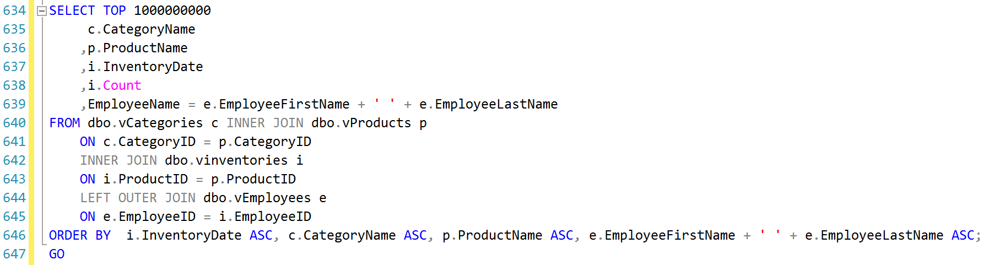 634 SELECT TOP 1000000000
635 c.CategoryName
636 ,p.ProductName
637 ,i.InventoryDate
638 ,i.Count
639 ,EmployeeName = e.EmployeeFirstName + ' ' + e.EmployeeLastName
640 FROM dbo.vCategories c INNER JOIN dbo.vProducts p
641 ON c.CategoryID = p.CategoryID
642 INNER JOIN dbo.vinventories i
643 ON i.ProductID = p.ProductID
644 LEFT OUTER JOIN dbo.vEmployees e
645 ON e.EmployeeID = i.EmployeeID
646 ORDER BY  i.InventoryDate ASC, c.CategoryName ASC, p.ProductName ASC, e.EmployeeFirstName + ' ' + e.EmployeeLastName ASC;
647 GO